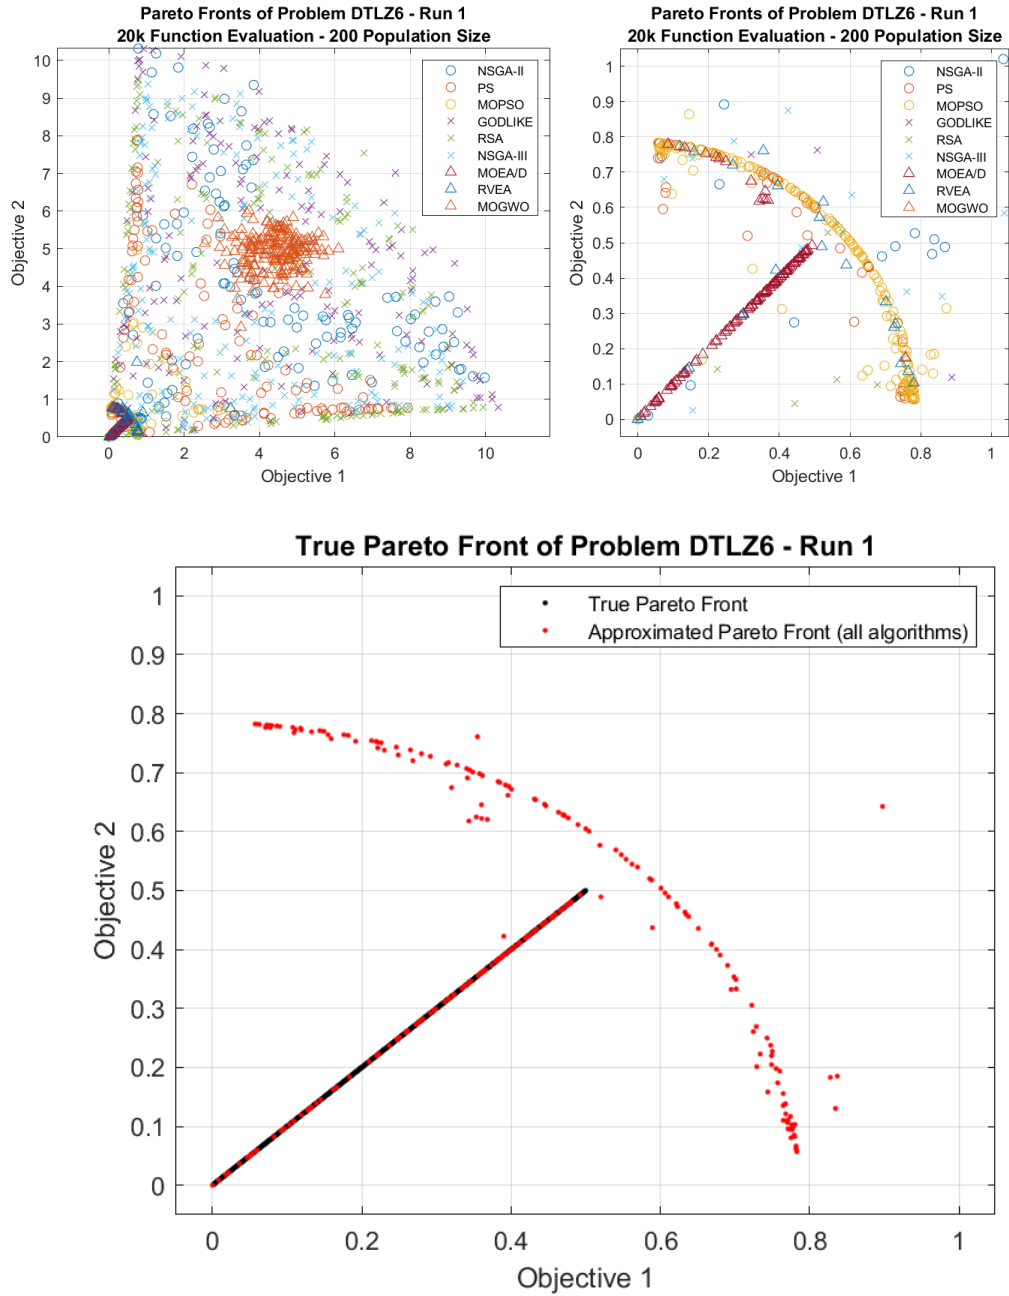 Pareto Fronts of Problem DTLZ6 - Run 1
20k Function Evaluation - 200 Population Size
10
9
8
7
6
5
4
3
2
1
0
0
2
4
6
8
10
Objective 2
Objective 1
NSGA-II
PS
MOPSO
GODLIKE
RSA
NSGA-III
MOEA/D
RVEA
MOGWO
Pareto Fronts of Problem DTLZ6 - Run 1
20k Function Evaluation - 200 Population Size
1
0.9
0.8
0.7
0.6
0.5
0.4
0.3
0.2
0.1
0
0
0.2
0.4
0.6
0.8
1
Objective 2
Objective 1
NSGA-II
PS
MOPSO
GODLIKE
RSA
NSGA-III
MOEA/D
RVEA
MOGWO
True Pareto Front of Problem DTLZ6 - Run 1
True Pareto Front
Approximated Pareto Front (all algorithms)
1
0.9
0.8
0.7
0.6
0.5
0.4
0.3
0.2
0.1
0
0
0.2
0.4
0.6
0.8
1
Objective 2
Objective 1